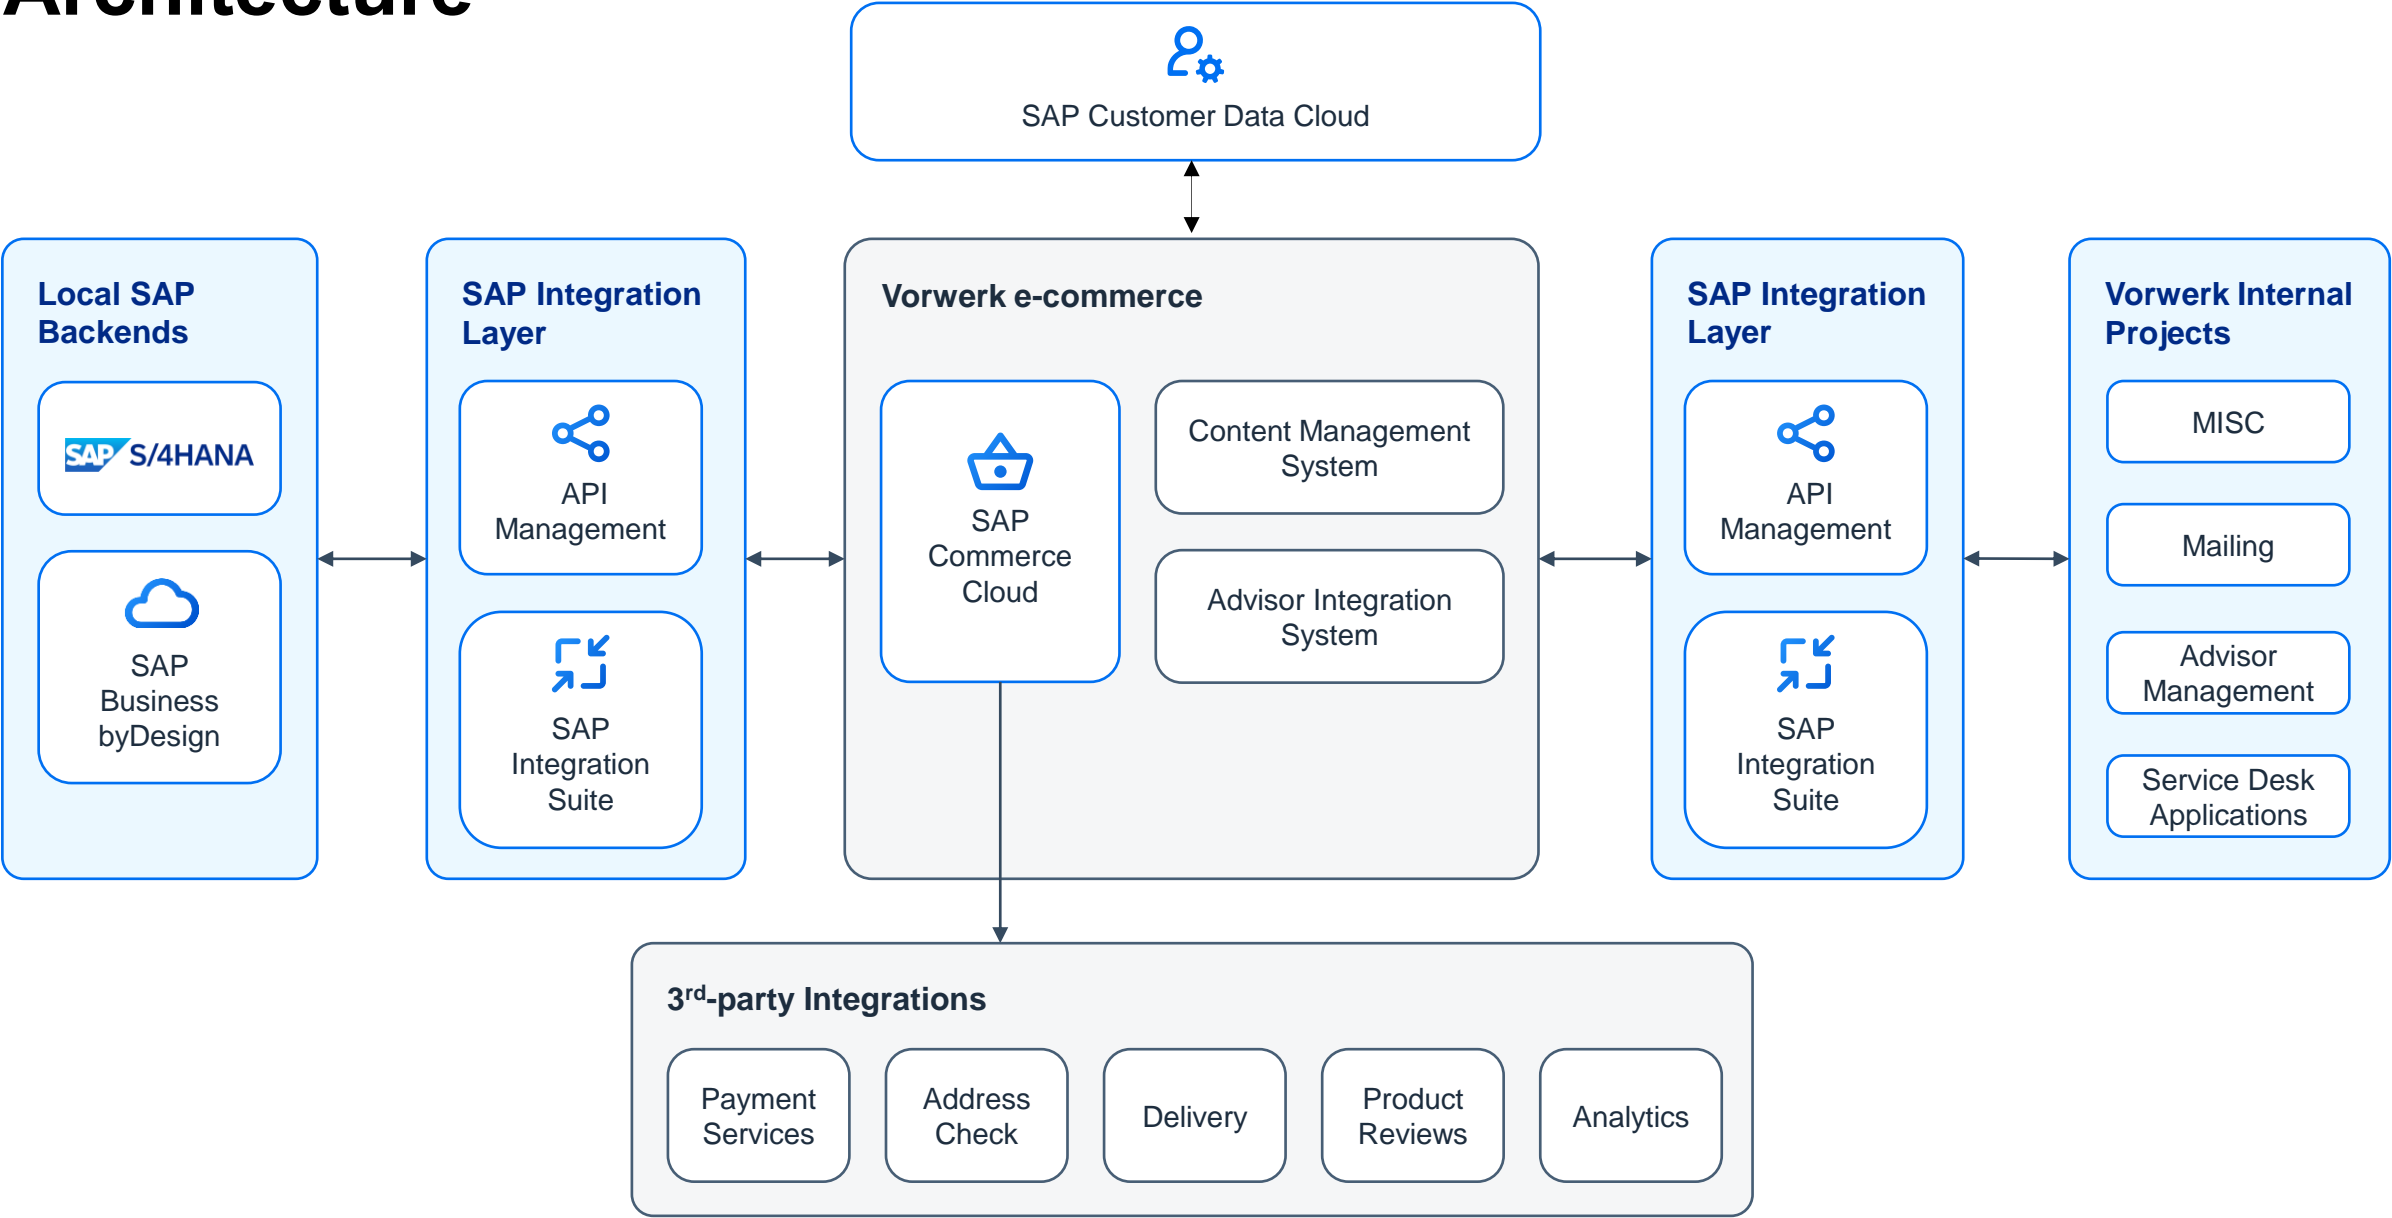 Architecture
SAP Customer Data Cloud
Local SAP
Backends
SAP S/4HANA
SAP
Business
byDesign
SAP Integration
Layer
API
Management
SAP
Integration
Suite
Vorwerk e-commerce
SAP
Commerce
Cloud
Content Management
System
Advisor Integration
System
SAP Integration
Layer
API
Management
SAP
Integration
Suite
Vorwerk Internal
Projects
MISC
Mailing
Advisor
Management
Service Desk
Applications
3rd-party Integrations
Payment
Services
Address
Check
Delivery
Product
Reviews
Analytics